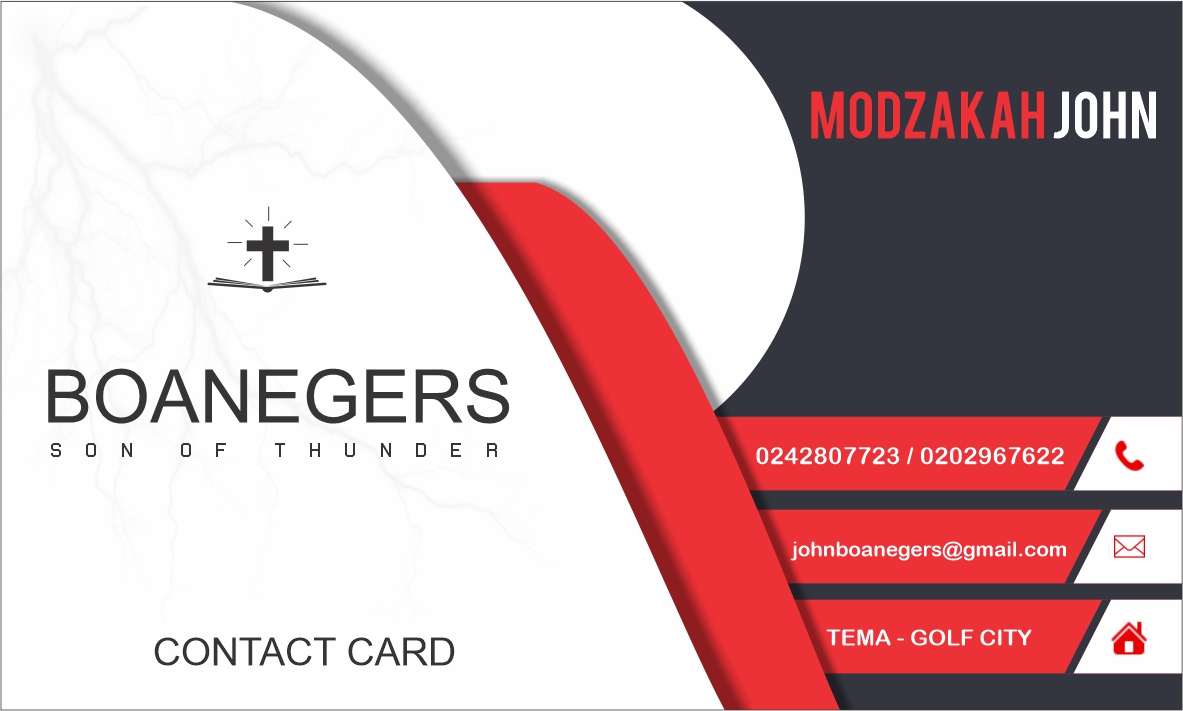 MODZAKAH JOHN
BOANEGERS
SON OF THUNDER
0242807723 / 0202967622
johnboanegers@gmail.com
TEMA - GOLF CITY
CONTACT CARD